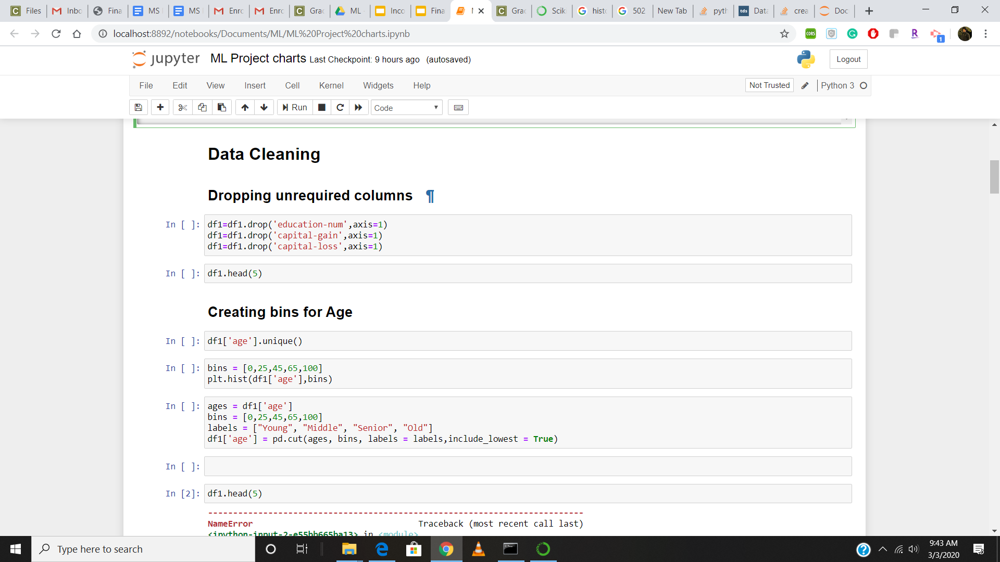 Files
Inbo
Fina
MS
MS
Enro
Enro
Grac
ML
Inco
Fina
Grac
Scik
histo
502
New Tab
pyth
tds
Data
crea
Doc
localhost:8892/notebooks/Documents/ML/ML%20Project%20charts.ipynb
CORS
R
1
jupyter ML Project charts Last Checkpoint: 9 hours ago (autosaved)
Logout
File Edit View Insert Cell Kernel Widgets Help
Not Trusted
Python 3
Run
Code
Data Cleaning
Dropping unrequired columns ¶
In [ ]: df1=df1.drop('education-num',axis=1)
df1=df1.drop('capital-gain',axis=1)
df1=df1.drop('capital-loss',axis=1)
In [ ]: df1.head(5)
Creating bins for Age
In [ ]: df1['age'].unique()
In [ ]: bins = [0,25,45,65,100]
plt.hist(df1['age'],bins)
In [ ]: ages = df1['age']
bins = [0,25,45,65,100]
labels = ["Young", "Middle", "Senior", "Old"]
df1['age'] = pd.cut(ages, bins, labels = labels,include_lowest = True)
In [ ]:
In [2]: df1.head(5)
---------------------------------------------------------------------------
NameError Traceback (most recent call last)
<ipython-input-2-e55bb665ba13> in <module>
Type here to search
9:43 AM
3/3/2020